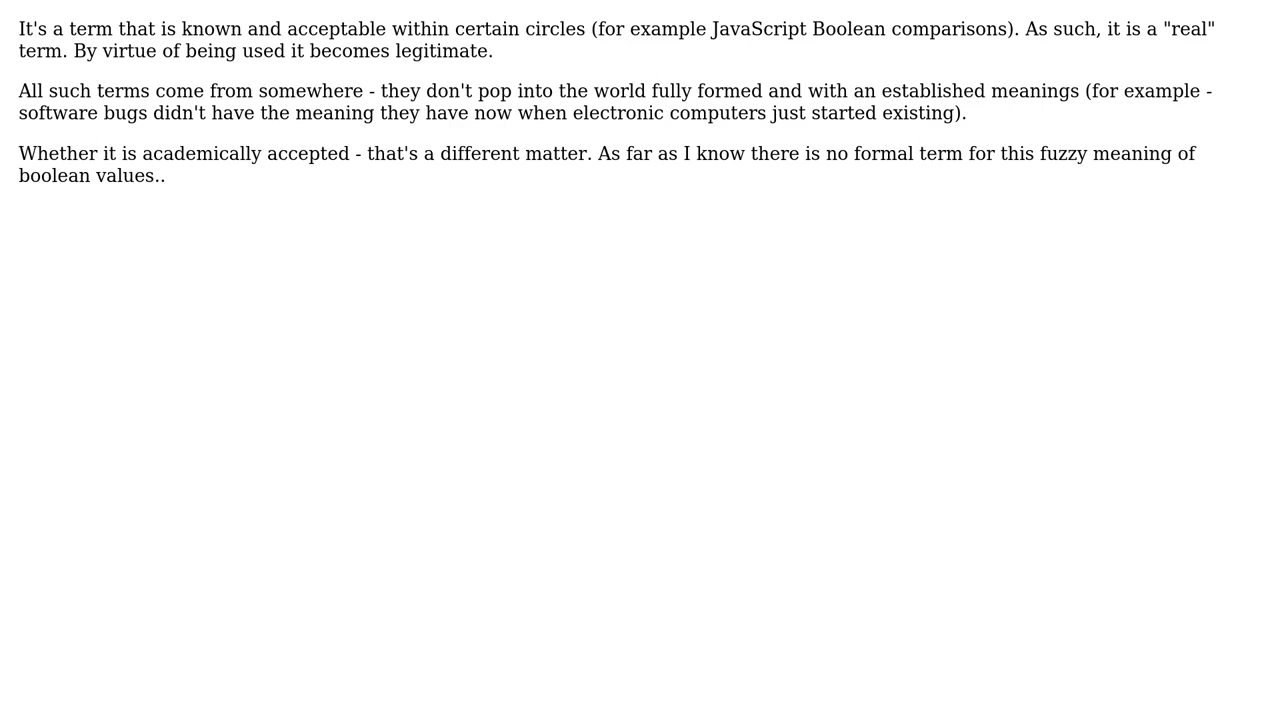 It's a term that is known and acceptable within certain circles (for example JavaScript Boolean comparisons). As such, it is a "real"
term. By virtue of being used it becomes legitimate.
All such terms come from somewhere - they don't pop into the world fully formed and with an established meanings (for example -
software bugs didn't have the meaning they have now when electronic computers just started existing).
Whether it is academically accepted - that's a different matter. As far as I know there is no formal term for this fuzzy meaning of
boolean values..